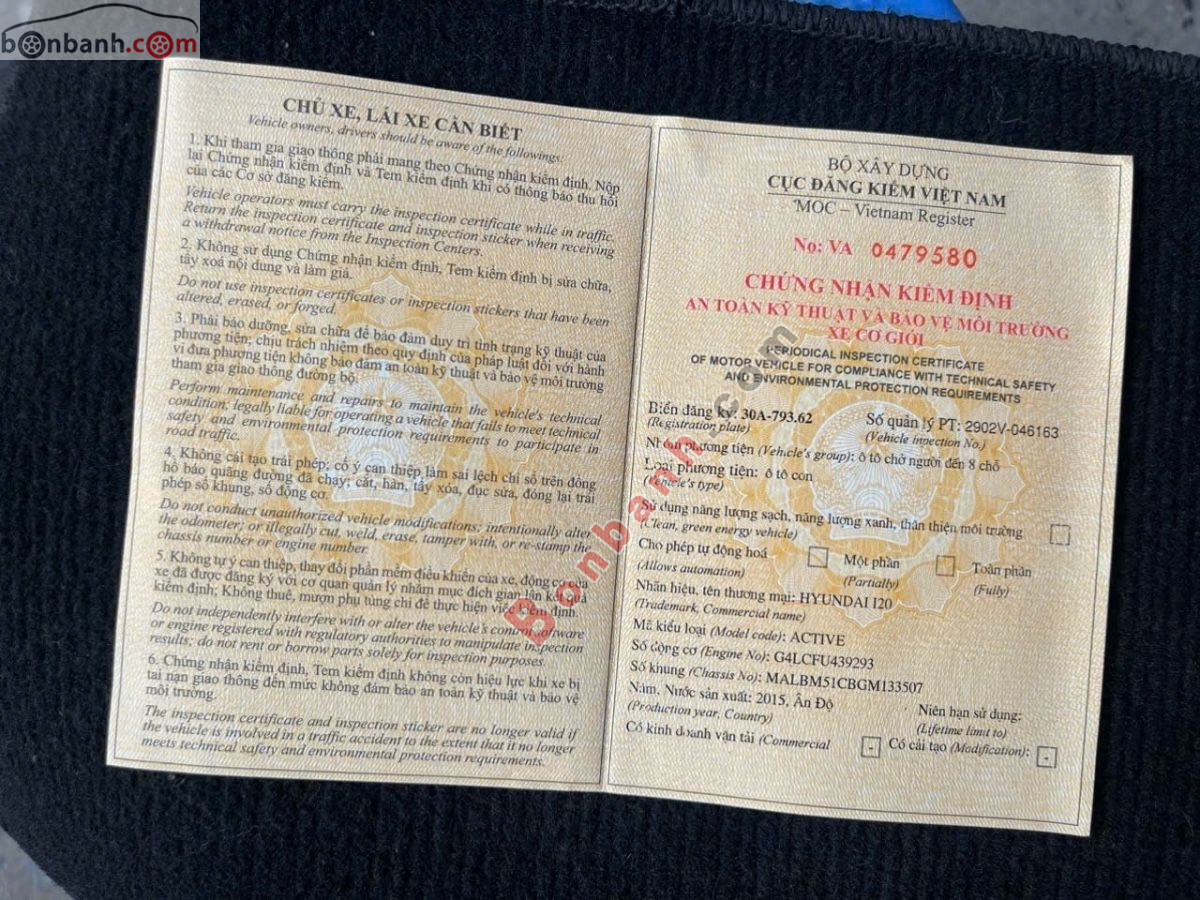 bonbanh.com
CHỦ XE, LÁI XE CẦN BIẾT
Vehicle owners, drivers should be aware of the followings:
1. Khi tham gia giao thông phải mang theo Chứng nhận kiểm định. Nộp
lại Chứng nhận kiểm định và Tem kiểm định khi có thông báo thu hồi
của các Cơ sở đăng kiểm.
Vehicle operators must carry the inspection certificate while in traffic.
Return the inspection certificate and inspection sticker when receiving
a withdrawal notice from the Inspection Centers.
2. Không sử dụng Chứng nhận kiểm định, Tem kiểm định bị sửa chữa,
tẩy xoá nội dung và làm giả.
Do not use inspection certificates or inspection stickers that have been
altered, erased, or forged.
3. Phải bảo dưỡng, sửa chữa để bảo đảm duy trì tình trạng kỹ thuật của
phương tiện; chịu trách nhiệm theo quy định của pháp luật đối với hành
vi đưa phương tiện không bảo đảm an toàn kỹ thuật và bảo vệ môi trường
tham gia giao thông đường bộ.
Perform maintenance and repairs to maintain the vehicle's technical
condition; legally liable for operating a vehicle that fails to meet technical
safety and environmental protection requirements to participate in
road traffic.
4. Không cải tạo trái phép; cố ý can thiệp làm sai lệch chỉ số trên đồng
hồ báo quãng đường đã chạy; cắt, hàn, tẩy xóa, đục sửa, đóng lại trái
phép số khung, số động cơ.
Do not conduct unauthorized vehicle modifications; intentionally alter
the odometer; or illegally cut, weld, erase, tamper with, or re-stamp the
chassis number or engine number.
5. Không tự ý can thiệp, thay đổi phần mềm điều khiển của xe, động cơ của
xe đã được đăng ký với cơ quan quản lý nhằm mục đích gian lận kết quả
kiểm định; Không thuê, mượn phụ tùng chỉ để thực hiện việc kiểm định.
Do not independently interfere with or alter the vehicle's control software
or engine registered with regulatory authorities to manipulate inspection
results; do not rent or borrow parts solely for inspection purposes.
6. Chứng nhận kiểm định, Tem kiểm định không còn hiệu lực khi xe bị
tai nạn giao thông đến mức không đảm bảo an toàn kỹ thuật và bảo vệ
môi trường.
The inspection certificate and inspection sticker are no longer valid if
the vehicle is involved in a traffic accident to the extent that it no longer
meets technical safety and environmental protection requirements.
BỘ XÂY DỰNG
CỤC ĐĂNG KIỂM VIỆT NAM
MOC – Vietnam Register
No: VA 0479580
CHỨNG NHẬN KIỂM ĐỊNH
AN TOÀN KỸ THUẬT VÀ BẢO VỆ MÔI TRƯỜNG
XE CƠ GIỚI
PERIODICAL INSPECTION CERTIFICATE
OF MOTOR VEHICLE FOR COMPLIANCE WITH TECHNICAL SAFETY
AND ENVIRONMENTAL PROTECTION REQUIREMENTS
Biển đăng ký: 30A-793.62 Số quản lý PT: 2902V-046163
(Registration plate) (Vehicle inpection No.)
Nhóm phương tiện (Vehicle's group): ô tô chở người đến 8 chỗ
Loại phương tiện: ô tô con
(Vehicle's type)
Sử dụng năng lượng sạch, năng lượng xanh, thân thiện môi trường -
(Clean, green energy vehicle)
Cho phép tự động hoá Một phần Toàn phần
(Allows automation) (Partially) (Fully)
Nhãn hiệu, tên thương mại: HYUNDAI I20
(Trademark, Commercial name)
Mã kiểu loại (Model code): ACTIVE
Số động cơ (Engine No): G4LCFU439293
Số khung (Chassis No): MALBM51CBGM133507
Năm, Nước sản xuất: 2015, Ấn Độ Niên hạn sử dụng:
(Production year, Country) (Lifetime limit to)
Có kinh doanh vận tải (Commercial - Có cải tạo (Modification): -
Bonbanh.com